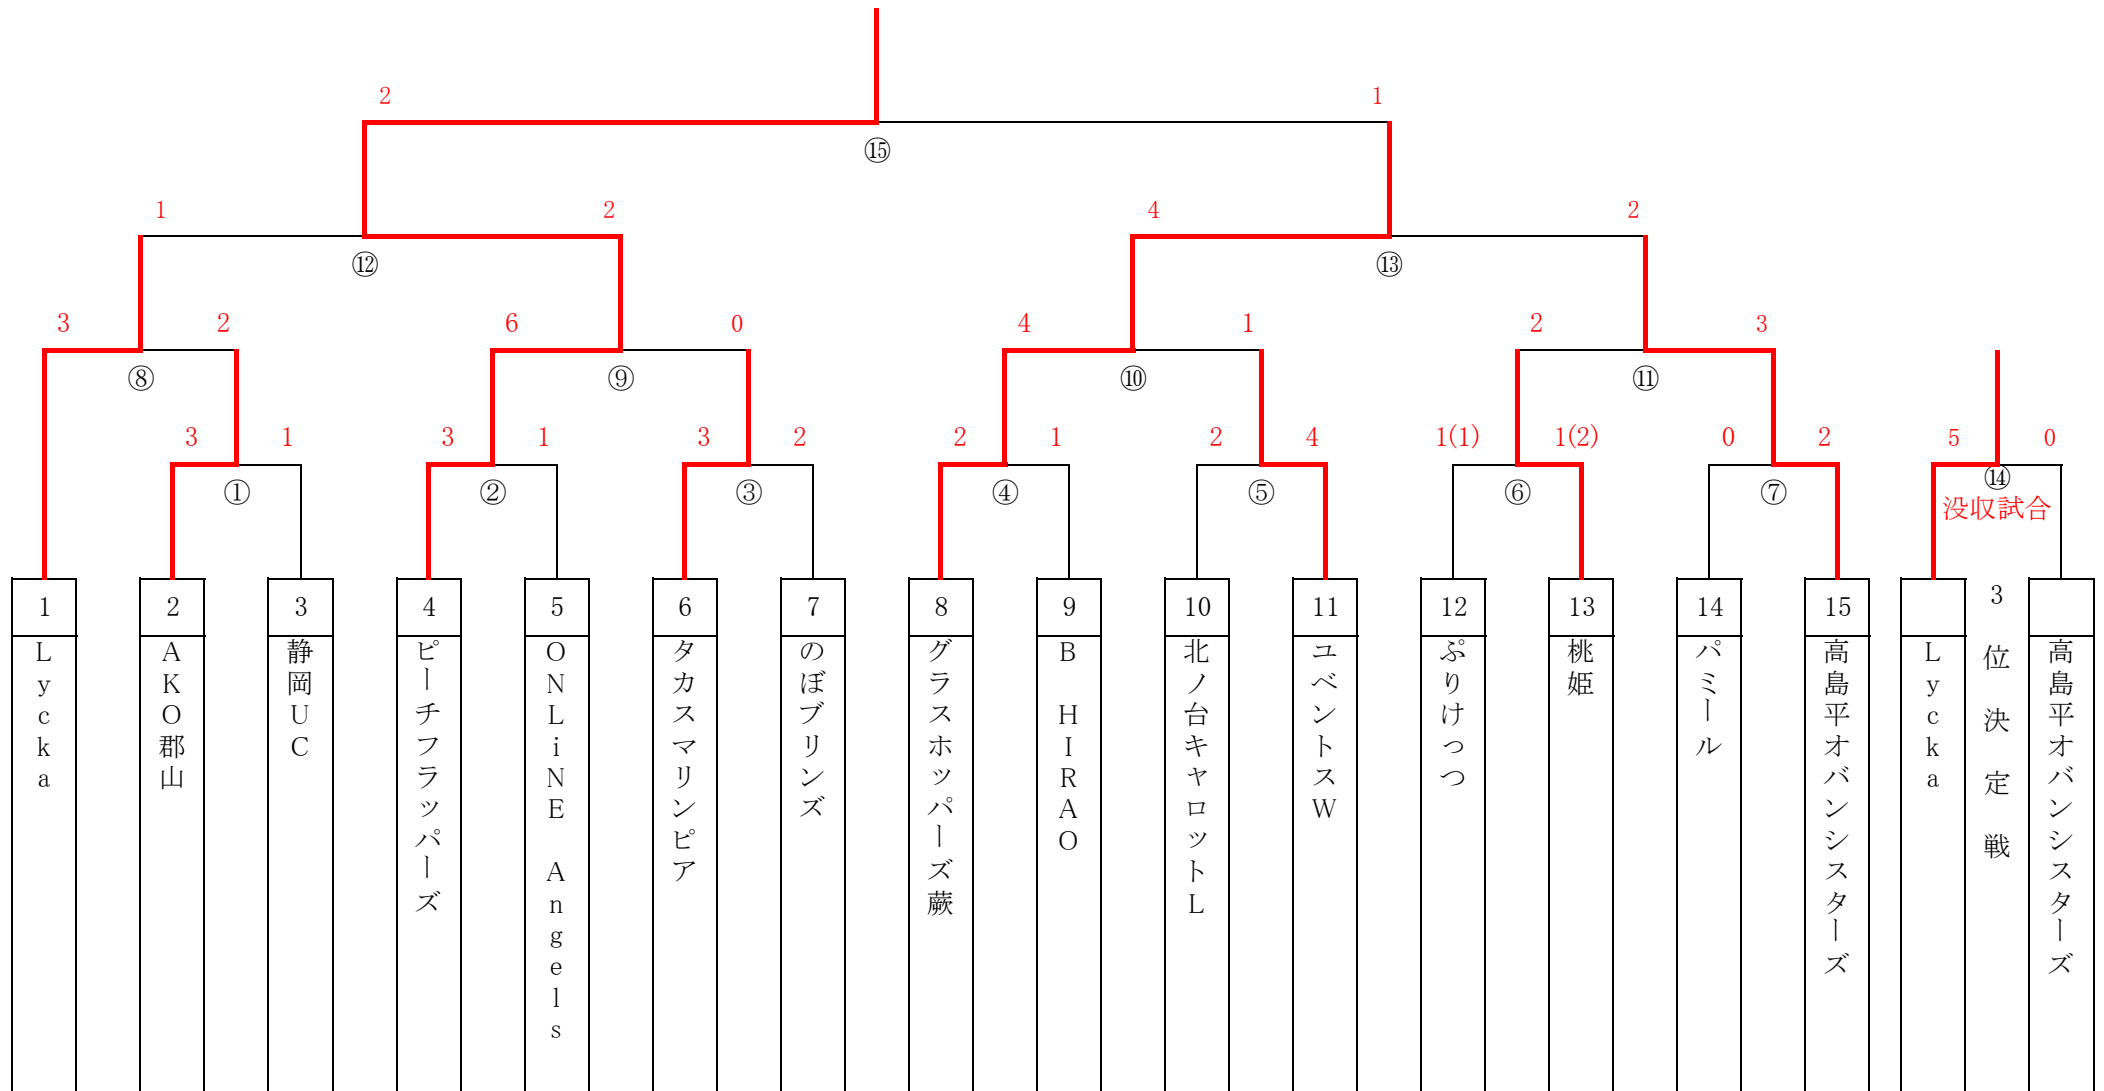 2 1
⑮
1 2 4 2
⑫ ⑬
3 2 6 0 4 1 2 3
⑧ ⑨ ⑩ ⑪
3 1 3 1 3 2 2 1 2 4 1(1) 1(2) 0 2 5 0
① ② ③ ④ ⑤ ⑥ ⑦ ⑭
没収試合
1 2 3 4 5 6 7 8 9 10 11 12 13 14 15
Lycka
AKO郡山
静岡UC
ピーチフラッパーズ
ONLiNE Angels
タカスマリンピア
のぼブリンズ
グラスホッパーズ蕨
B HIRAO
北ノ台キャロットL
ユベントスW
ぷりけっつ
桃姫
パミール
高島平オバンシスターズ
Lycka
3位決定戦
高島平オバンシスターズ